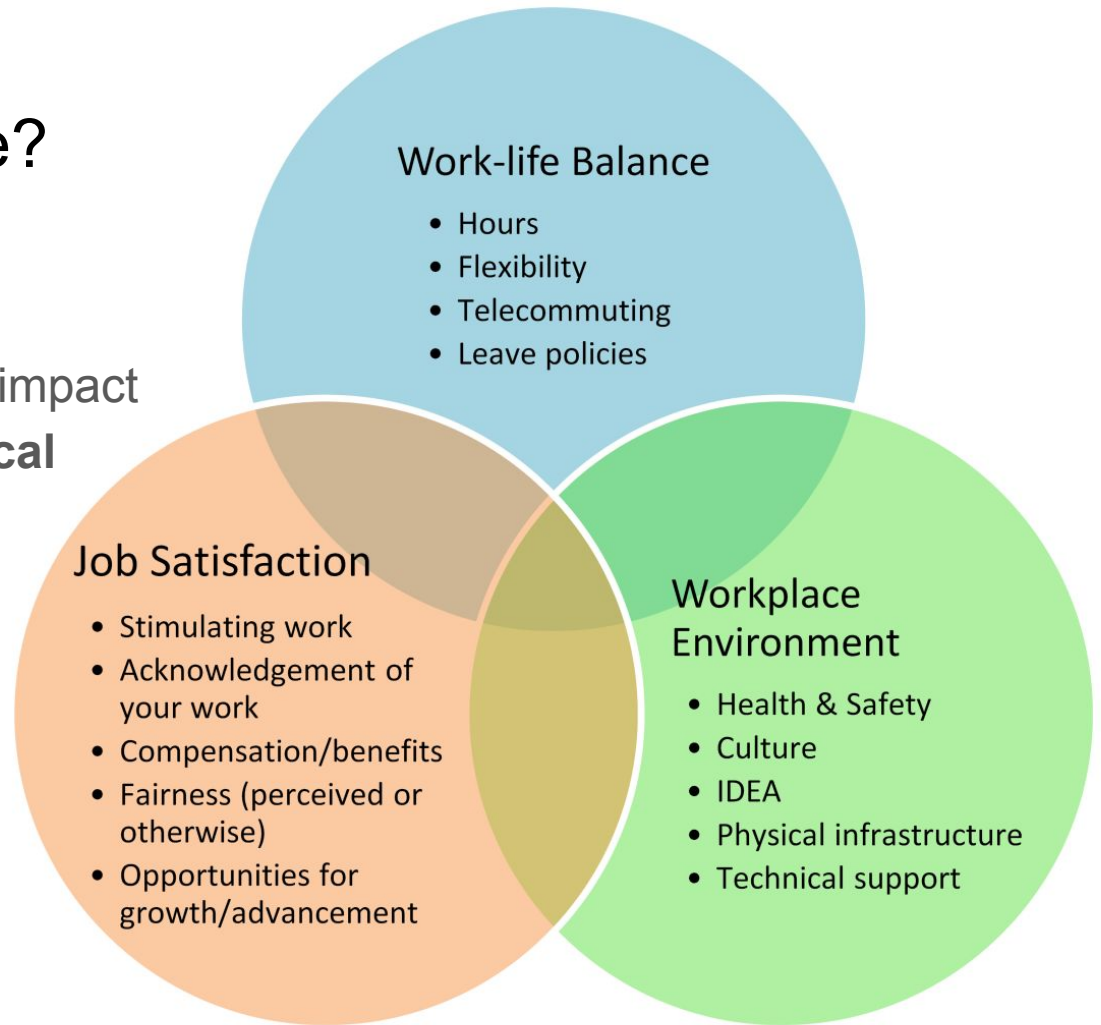 e?
impact
cal
Work-life Balance
• Hours
• Flexibility
• Telecommuting
• Leave policies
Job Satisfaction
• Stimulating work
• Acknowledgement of
your work
• Compensation/benefits
• Fairness (perceived or
otherwise)
• Opportunities for
growth/advancement
Workplace
Environment
• Health & Safety
• Culture
• IDEA
• Physical infrastructure
• Technical support